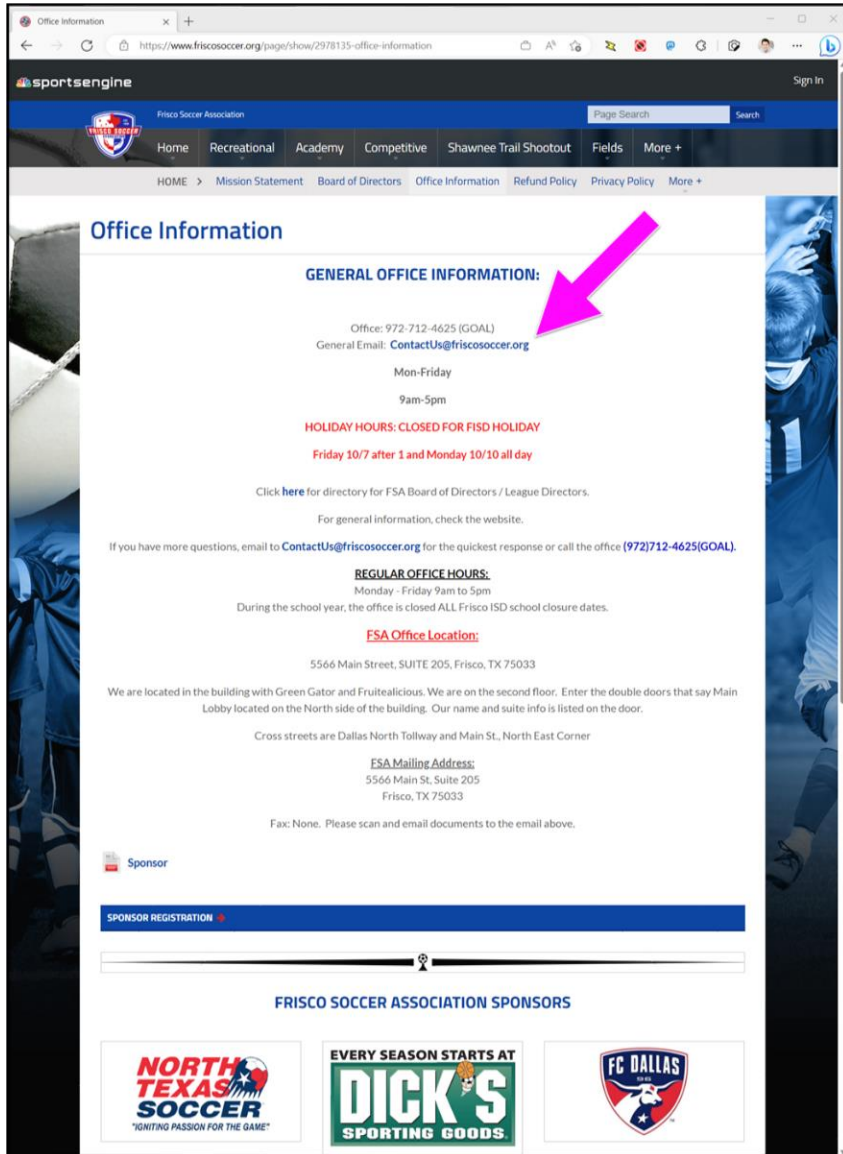 Office Information
https://www.friscosoccer.org/page/show/2978135-office-information
sportsengine
Sign In
FRISCO SOCCER
Frisco Soccer Association
Page Search
Search
Home Recreational Academy Competitive Shawnee Trail Shootout Fields More +
HOME > Mission Statement Board of Directors Office Information Refund Policy Privacy Policy More +
Office Information
GENERAL OFFICE INFORMATION:
Office: 972-712-4625 (GOAL)
General Email: ContactUs@friscosoccer.org
Mon-Friday
9am-5pm
HOLIDAY HOURS: CLOSED FOR FISD HOLIDAY
Friday 10/7 after 1 and Monday 10/10 all day
Click here for directory for FSA Board of Directors / League Directors.
For general information, check the website.
If you have more questions, email to ContactUs@friscosoccer.org for the quickest response or call the office (972)712-4625(GOAL).
REGULAR OFFICE HOURS:
Monday - Friday 9am to 5pm
During the school year, the office is closed ALL Frisco ISD school closure dates.
FSA Office Location:
5566 Main Street, SUITE 205, Frisco, TX 75033
We are located in the building with Green Gator and Fruitealicious. We are on the second floor. Enter the double doors that say Main
Lobby located on the North side of the building. Our name and suite info is listed on the door.
Cross streets are Dallas North Tollway and Main St., North East Corner
FSA Mailing Address:
5566 Main St, Suite 205
Frisco, TX 75033
Fax: None. Please scan and email documents to the email above.
Sponsor
SPONSOR REGISTRATION
FRISCO SOCCER ASSOCIATION SPONSORS
NORTH
TEXAS
SOCCER
"IGNITING PASSION FOR THE GAME"
EVERY SEASON STARTS AT
DICK'S
SPORTING GOODS
FC DALLAS
96